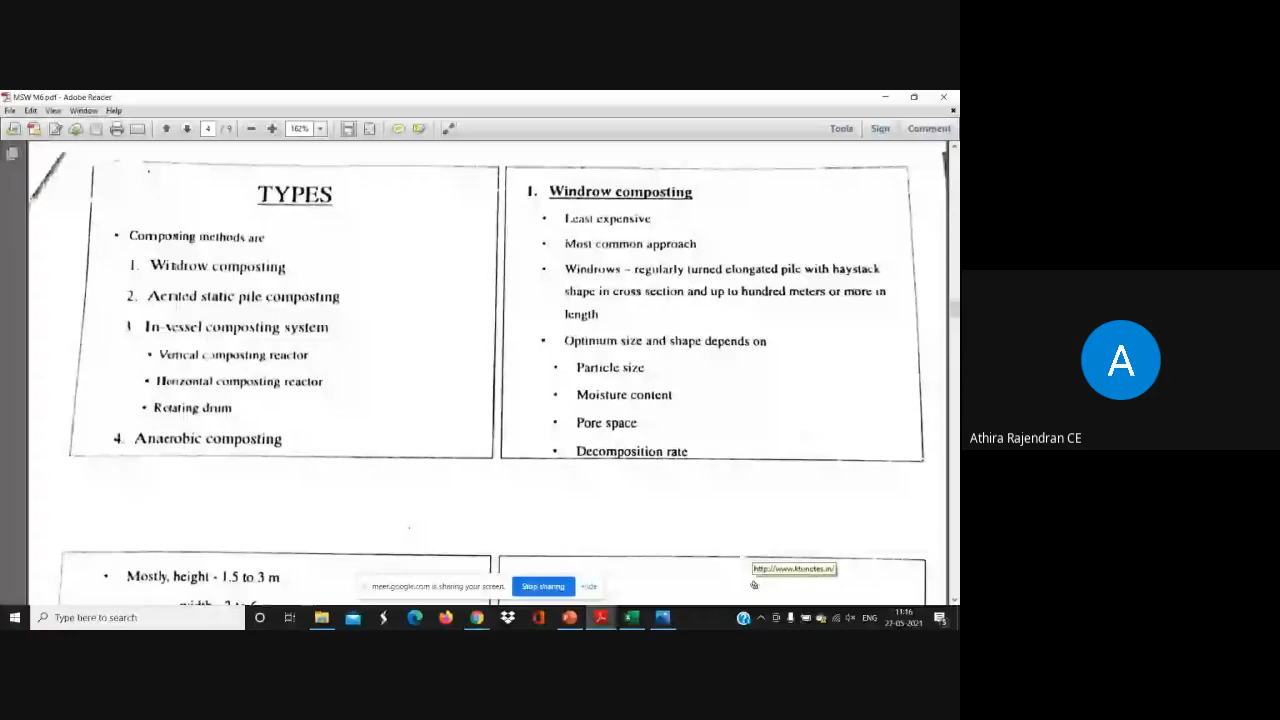 MSW M6.pdf - Adobe Reader
File Edit View Window Help
4 / 9 162% Tools Sign Comment
TYPES
• Composing methods are
1. Windrow composting
2. Aerated static pile composting
3 In-vessel composting system
• Vertical composting reactor
• Horizontal composting reactor
• Rotating drum
4. Anaerobic composting
1. Windrow composting
• Least expensive
• Most common approach
• Windrows – regularly turned elongated pile with haystack
shape in cross section and up to hundred meters or more in
length
• Optimum size and shape depends on
• Particle size
• Moisture content
• Pore space
• Decomposition rate
• Mostly, height - 1.5 to 3 m
http://www.ktunotes.in/
meet.google.com is sharing your screen. Stop sharing Hide
Type here to search
ENG
11:16
27-05-2021
A
Athira Rajendran CE